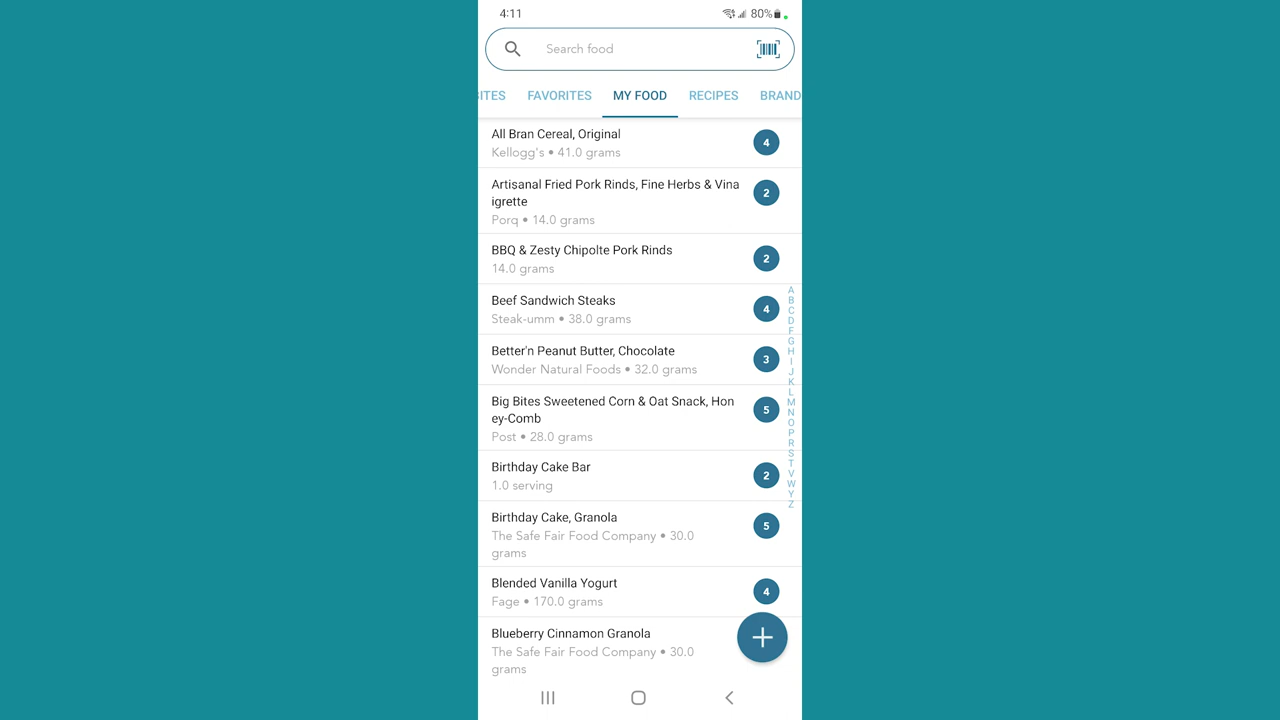 4:11
80%
Search food
ITES FAVORITES MY FOOD RECIPES BRAND
All Bran Cereal, Original
Kellogg's • 41.0 grams
4
Artisanal Fried Pork Rinds, Fine Herbs & Vina
igrette
Porq • 14.0 grams
2
BBQ & Zesty Chipolte Pork Rinds
14.0 grams
2
Beef Sandwich Steaks
Steak-umm • 38.0 grams
4
Better'n Peanut Butter, Chocolate
Wonder Natural Foods • 32.0 grams
3
Big Bites Sweetened Corn & Oat Snack, Hon
ey-Comb
Post • 28.0 grams
5
Birthday Cake Bar
1.0 serving
2
Birthday Cake, Granola
The Safe Fair Food Company • 30.0
grams
5
Blended Vanilla Yogurt
Fage • 170.0 grams
4
Blueberry Cinnamon Granola
The Safe Fair Food Company • 30.0
grams
A
B
C
D
F
G
H
I
J
K
L
M
N
O
P
R
S
T
V
W
Y
Z